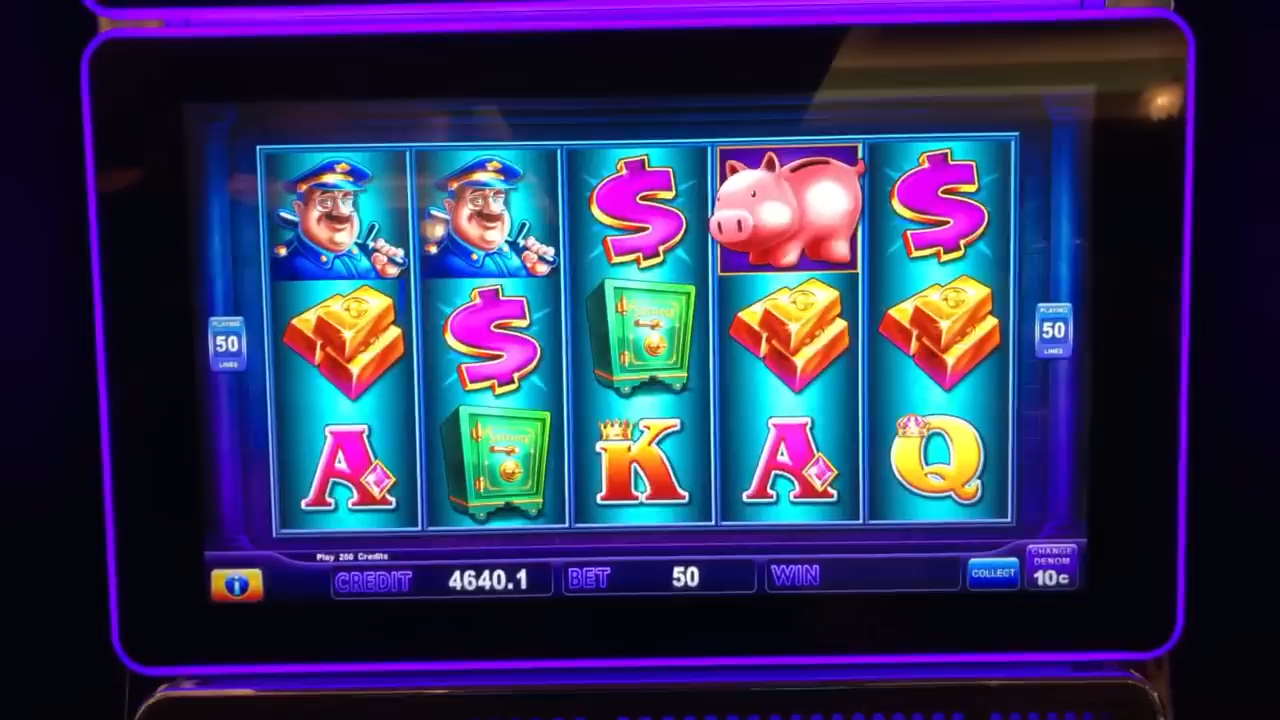 PLAYING
50
LINES
PLAYING
50
LINES
A
K
A
Q
Play 250 Credits
CREDIT 4640.1 BET 50 WIN
COLLECT
CHANGE
DENOM
10c